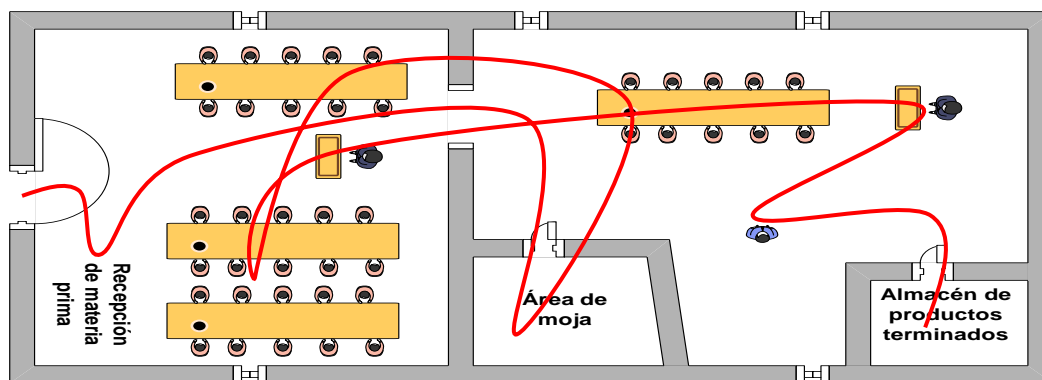 Recepción
de materia
prima
Área de
moja
Almacén de
productos
terminados